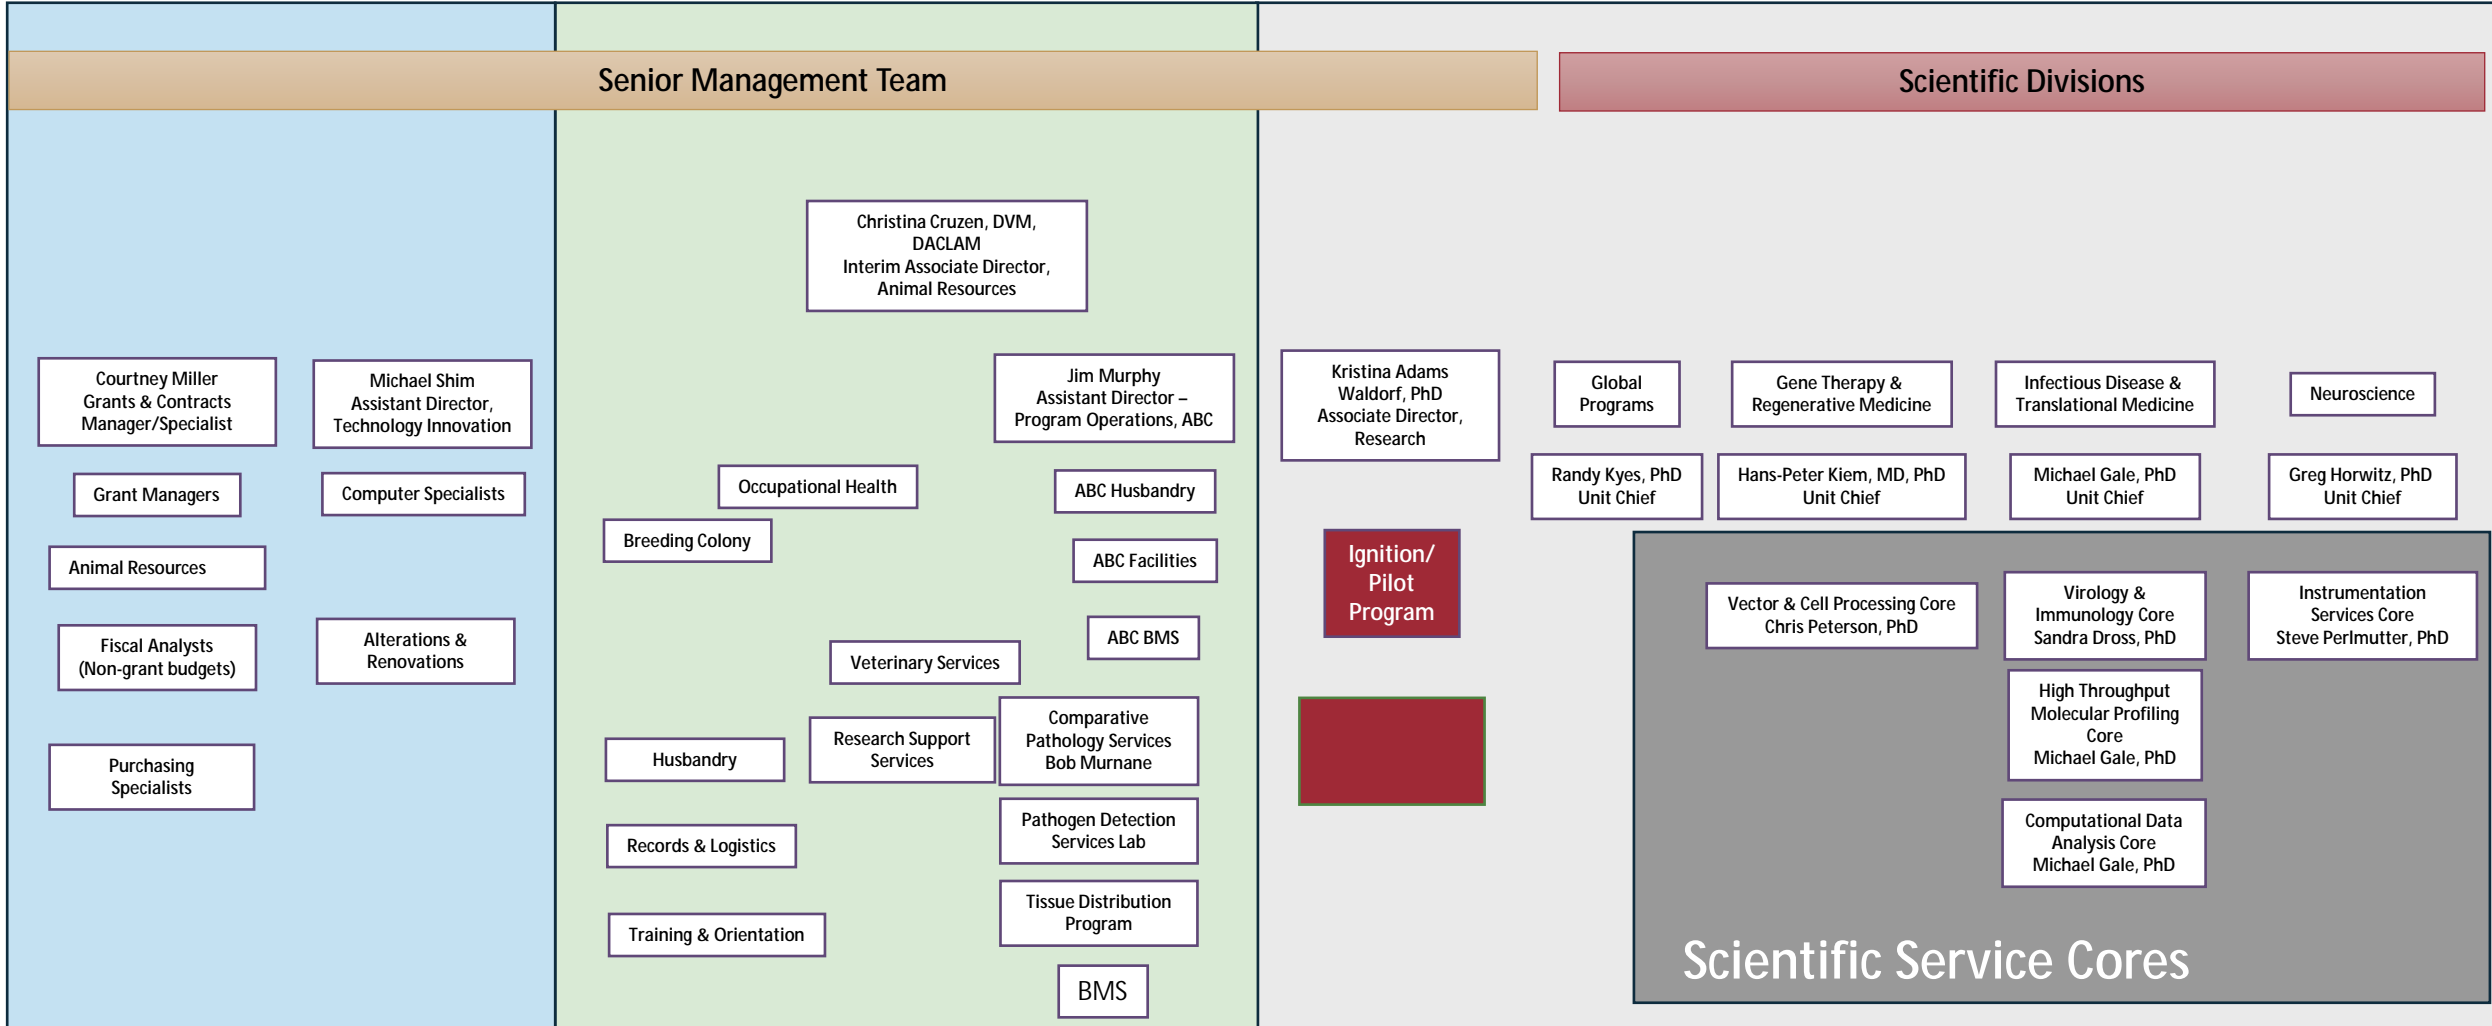 Senior Management Team
Scientific Divisions
Christina Cruzen, DVM,
DACLAM
Interim Associate Director,
Animal Resources
Courtney Miller
Grants & Contracts
Manager/Specialist
Michael Shim
Assistant Director,
Technology Innovation
Jim Murphy
Assistant Director –
Program Operations, ABC
Kristina Adams
Waldorf, PhD
Associate Director,
Research
Global
Programs
Gene Therapy &
Regenerative Medicine
Infectious Disease &
Translational Medicine
Neuroscience
Grant Managers
Computer Specialists
Occupational Health
ABC Husbandry
Randy Kyes, PhD
Unit Chief
Hans-Peter Kiem, MD, PhD
Unit Chief
Michael Gale, PhD
Unit Chief
Greg Horwitz, PhD
Unit Chief
Animal Resources
Breeding Colony
ABC Facilities
Ignition/
Pilot
Program
Vector & Cell Processing Core
Chris Peterson, PhD
Virology &
Immunology Core
Sandra Dross, PhD
Instrumentation
Services Core
Steve Perlmutter, PhD
Fiscal Analysts
(Non-grant budgets)
Alterations &
Renovations
Veterinary Services
ABC BMS
High Throughput
Molecular Profiling
Core
Michael Gale, PhD
Purchasing
Specialists
Husbandry
Research Support
Services
Comparative
Pathology Services
Bob Murnane
Records & Logistics
Pathogen Detection
Services Lab
Computational Data
Analysis Core
Michael Gale, PhD
Training & Orientation
Tissue Distribution
Program
BMS
Scientific Service Cores